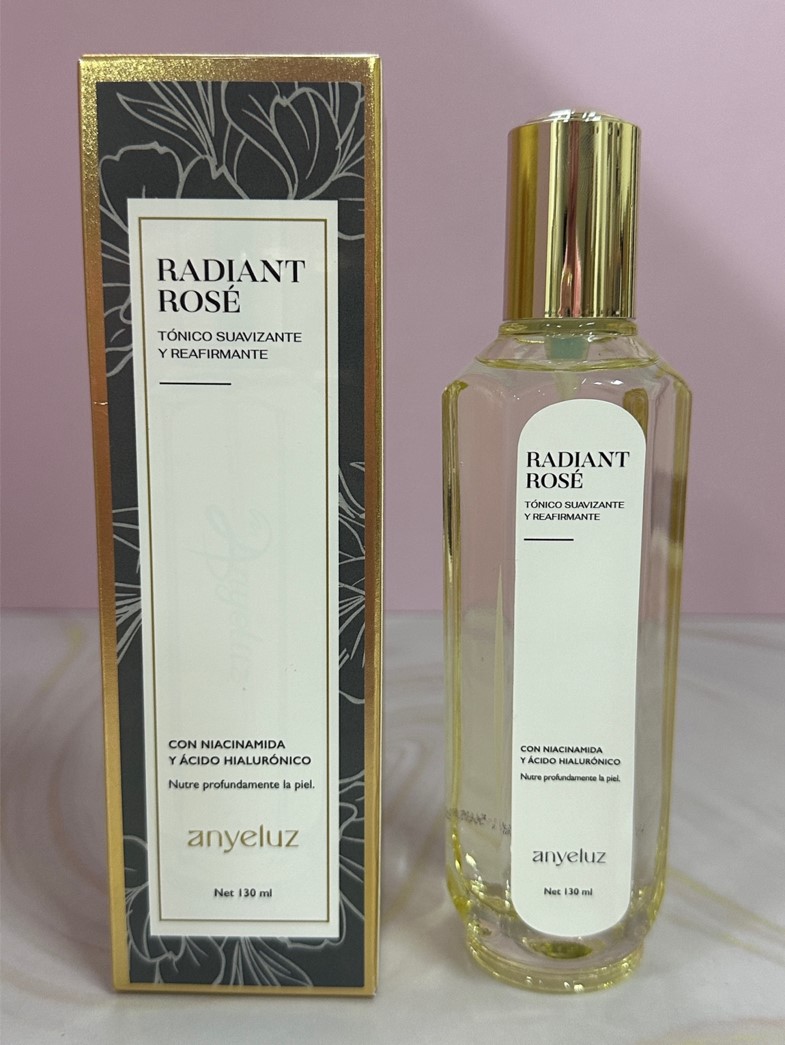 RADIANT
ROSÉ
TÓNICO SUAVIZANTE
Y REAFIRMANTE
CON NIACINAMIDA
Y ÁCIDO HIALURÓNICO
Nutre profundamente la piel.
anyeluz
Net 130 ml
RADIANT
ROSÉ
TÓNICO SUAVIZANTE
Y REAFIRMANTE
CON NIACINAMIDA
Y ÁCIDO HIALURÓNICO
Nutre profundamente la piel.
anyeluz
Net 130 ml